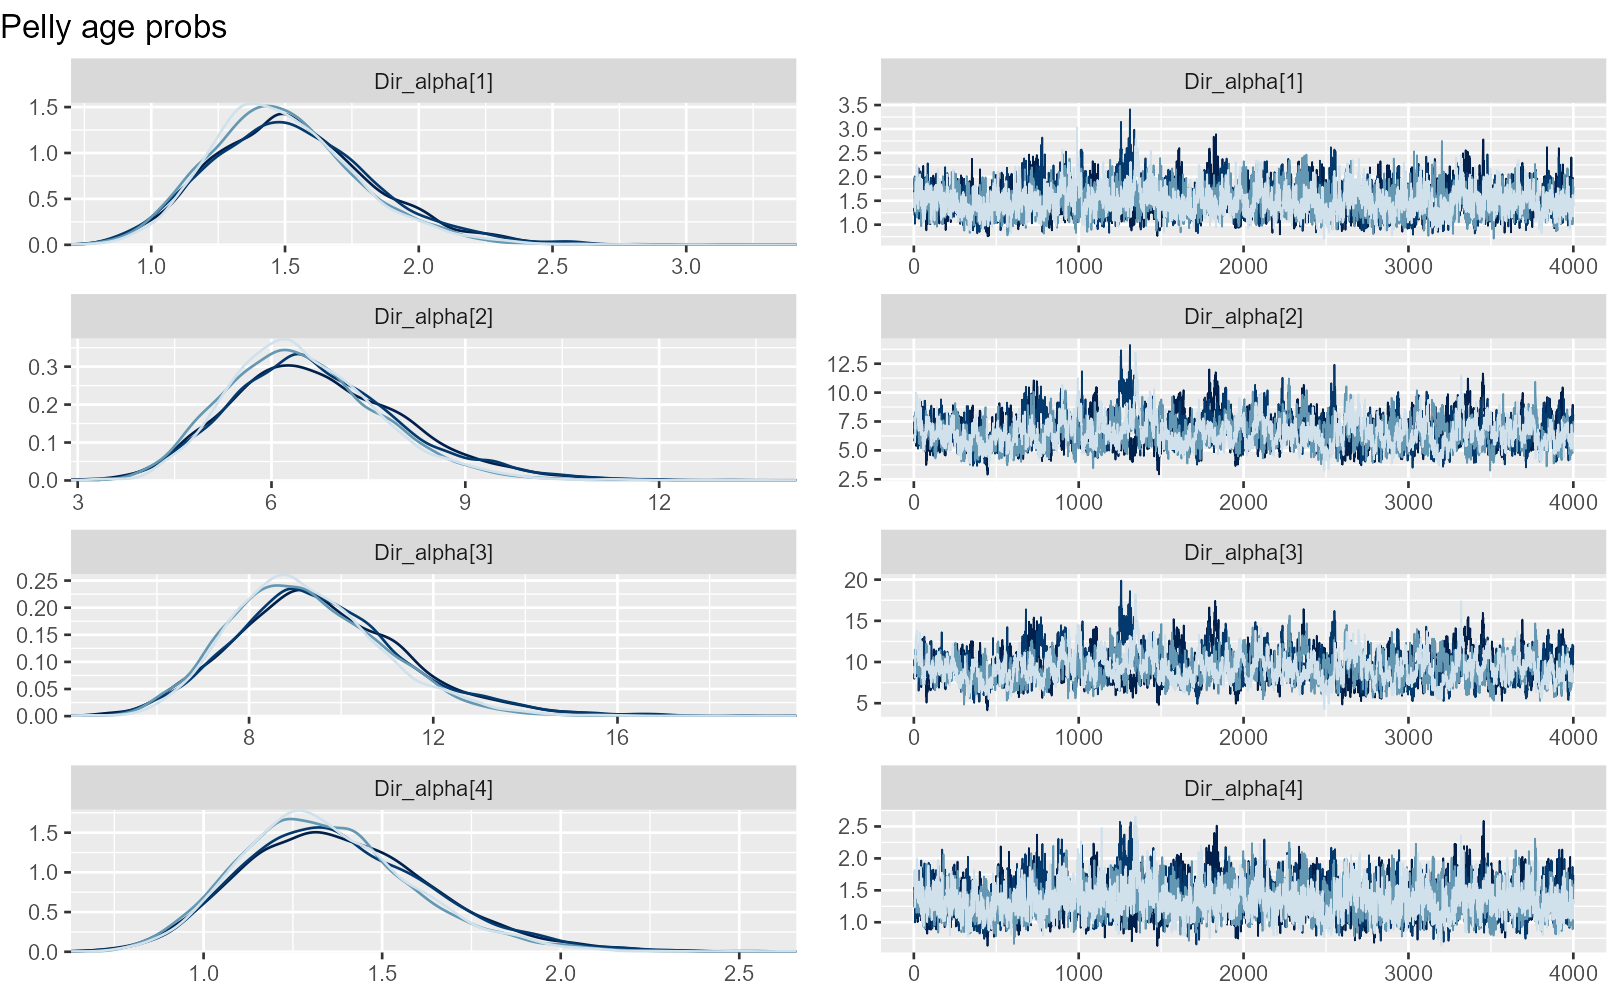 Pelly age probs
Dir_alpha[1]
1.5
1.0
0.5
0.0
1.0 1.5 2.0 2.5 3.0
Dir_alpha[1]
3.5
3.0
2.5
2.0
1.5
1.0
0 1000 2000 3000 4000
Dir_alpha[2]
0.3
0.2
0.1
0.0
3 6 9 12
Dir_alpha[2]
12.5
10.0
7.5
5.0
2.5
0 1000 2000 3000 4000
Dir_alpha[3]
0.25
0.20
0.15
0.10
0.05
0.00
8 12 16
Dir_alpha[3]
20
15
10
5
0 1000 2000 3000 4000
Dir_alpha[4]
1.5
1.0
0.5
0.0
1.0 1.5 2.0 2.5
Dir_alpha[4]
2.5
2.0
1.5
1.0
0 1000 2000 3000 4000